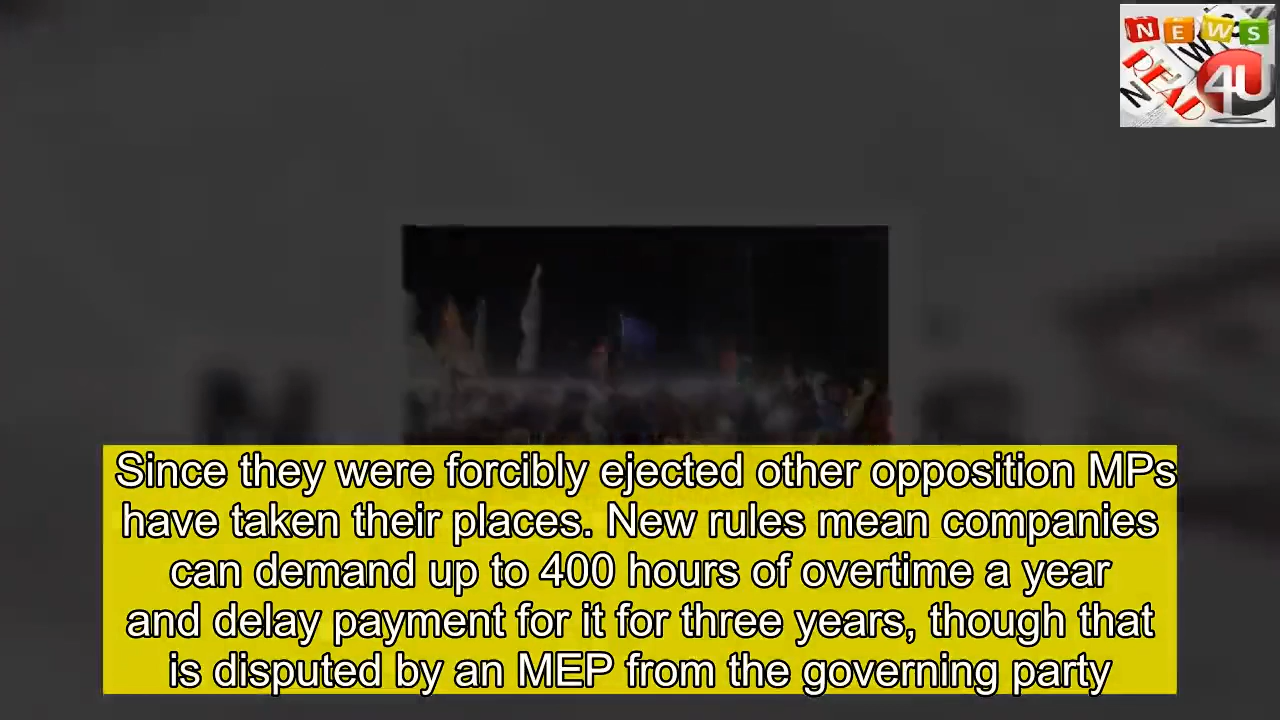 NEWS
READ
4U
Since they were forcibly ejected other opposition MPs
have taken their places. New rules mean companies
can demand up to 400 hours of overtime a year
and delay payment for it for three years, though that
is disputed by an MEP from the governing party